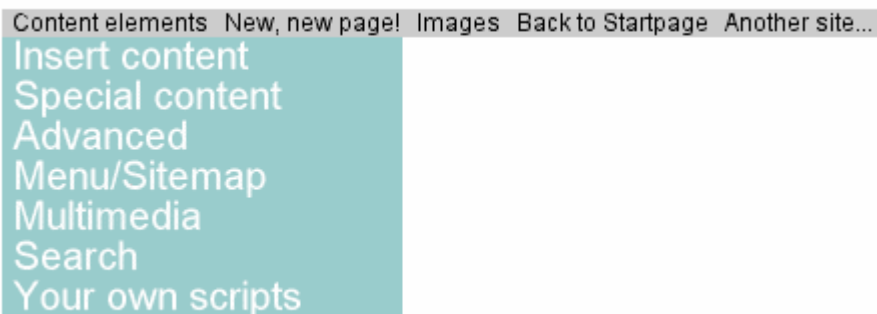 Content elements New, new page! Images Back to Startpage Another site...
Insert content
Special content
Advanced
Menu/Sitemap
Multimedia
Search
Your own scripts